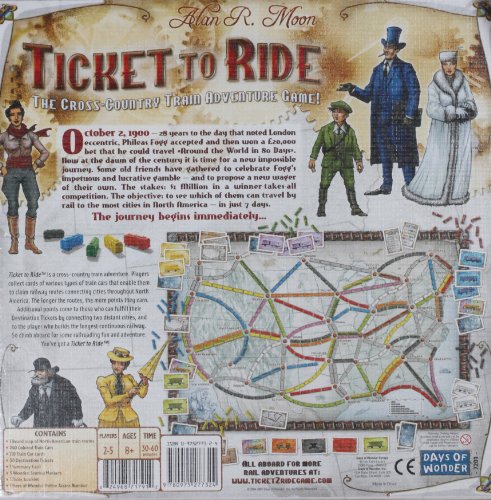 Alan R. Moon
TICKET TO RIDE
THE CROSS-COUNTRY TRAIN ADVENTURE GAME!
October 2, 1900 – 28 years to the day that noted London
eccentric, Phileas Fogg accepted and then won a £20,000
bet that he could travel «Around the World in 80 Days».
Now at the dawn of the century it is time for a new impossible
journey. Some old friends have gathered to celebrate Fogg's
impetuous and lucrative gamble – and to propose a new wager
of their own. The stakes: $1 Million in a winner-takes-all
competition. The objective: to see which of them can travel by
rail to the most cities in North America – in just 7 days.
The journey begins immediately...
Ticket to Ride™ is a cross-country train adventure. Players
collect cards of various types of train cars that enable them
to claim railway routes connecting cities throughout North
America. The longer the routes, the more points they earn.
Additional points come to those who can fulfill their
Destination Tickets by connecting two distant cities, and to
the player who builds the longest continuous railway.
So climb aboard for some railroading fun and adventure.
You've got a Ticket to Ride™!
CONTAINS
PLAYERS
2-5
AGES
8+
TIME
30-60
ALL ABOARD FOR MORE
RAIL ADVENTURES AT:
WWW.TICKETTORIDEGAME.COM
CE
0-3
DAYS OF
WONDER